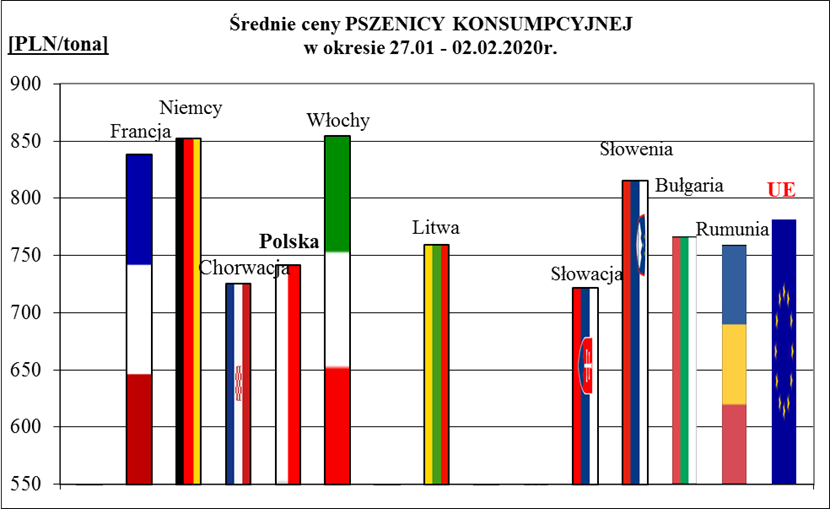 Średnie ceny PSZENICY KONSUMPCYJNEJ
w okresie 27.01 - 02.02.2020r.
[PLN/tona]
900
850
800
750
700
650
600
550
Francja
Niemcy
Chorwacja
Polska
Włochy
Litwa
Słowacja
Słowenia
Bułgaria
Rumunia
UE